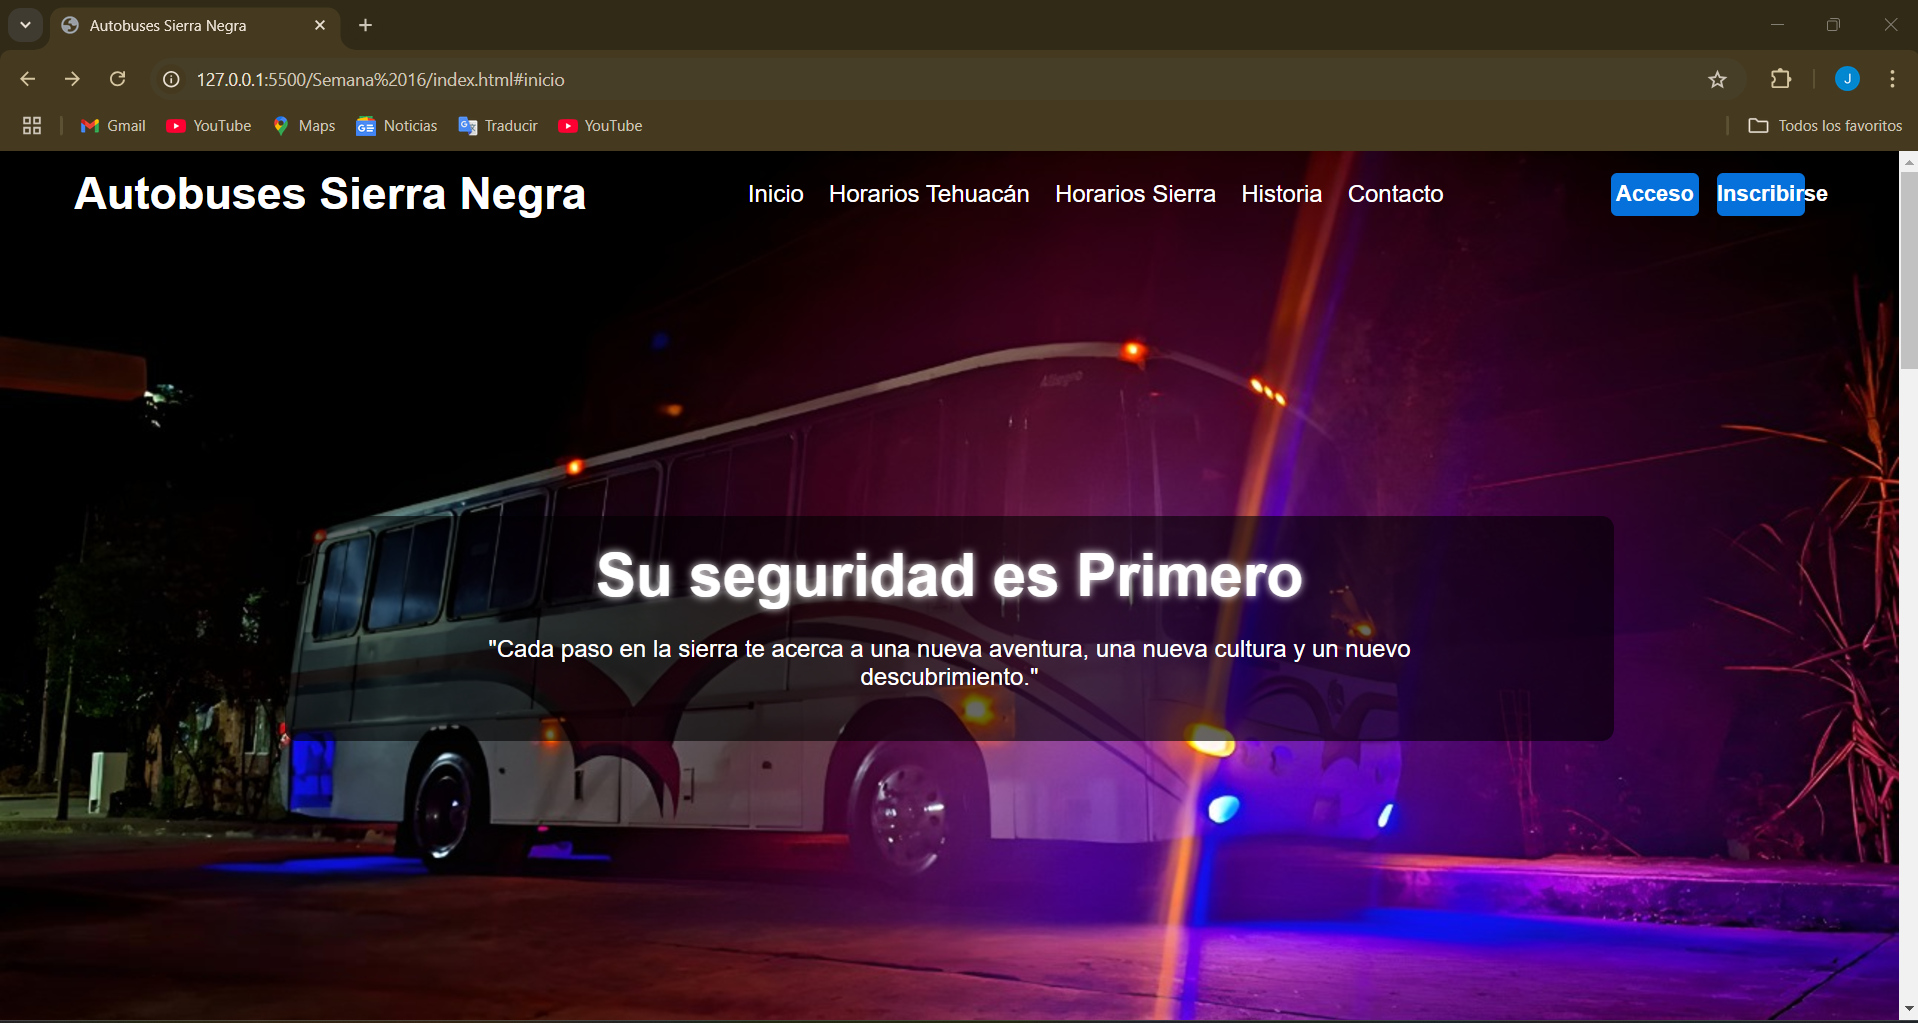 Autobuses Sierra Negra
127.0.0.1:5500/Semana%2016/index.html#inicio
J
Gmail
YouTube
Maps
Noticias
Traducir
YouTube
Todos los favoritos
Autobuses Sierra Negra
Inicio
Horarios Tehuacán
Horarios Sierra
Historia
Contacto
Acceso
Inscribirse
Allegro
Su seguridad es Primero
"Cada paso en la sierra te acerca a una nueva aventura, una nueva cultura y un nuevo
descubrimiento."